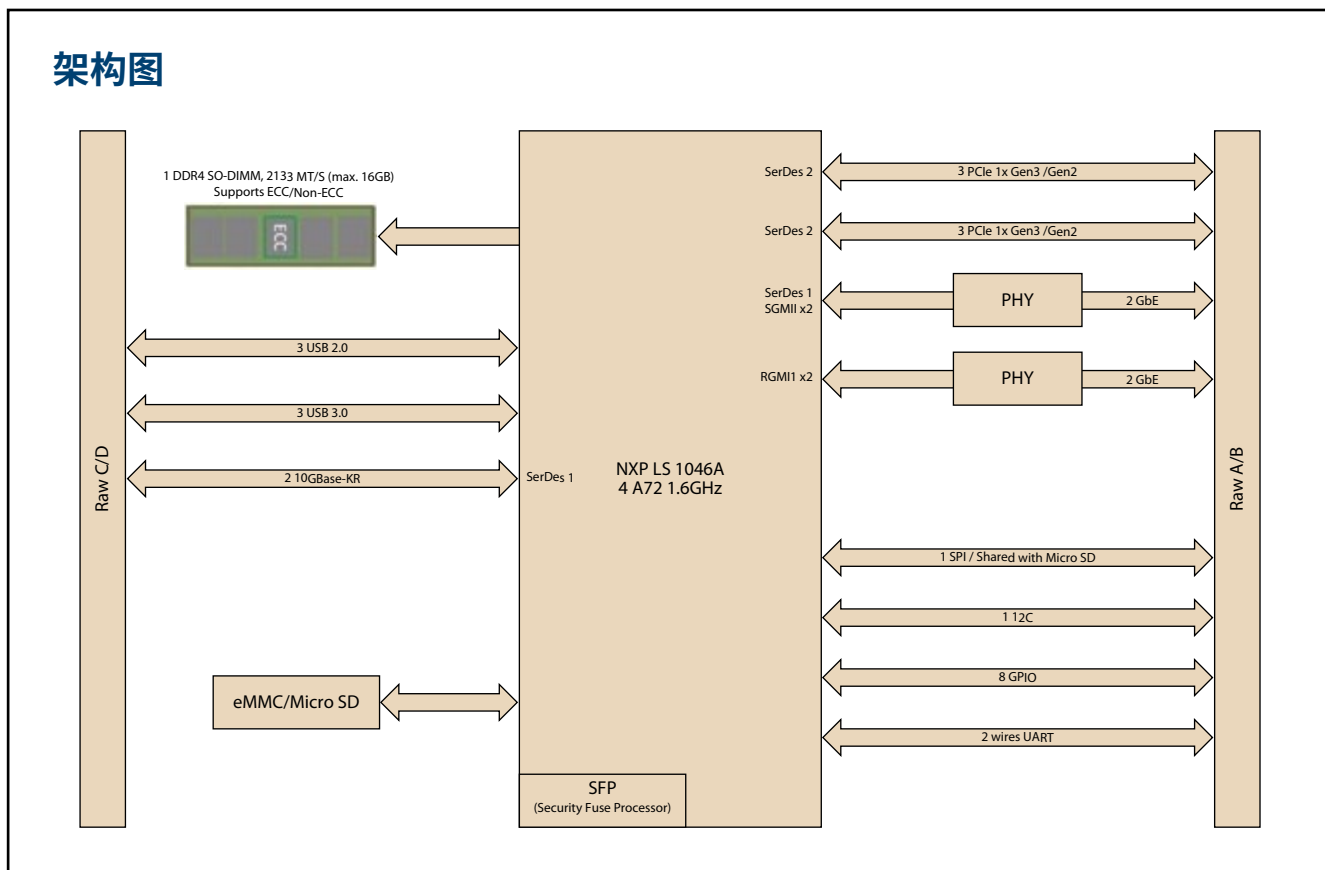 架构图
1 DDR4 SO-DIMM, 2133 MT/S (max. 16GB)
Supports ECC/Non-ECC
ECC
Raw C/D
3 USB 2.0
3 USB 3.0
2 10GBase-KR
SerDes 1
eMMC/Micro SD
NXP LS 1046A
4 A72 1.6GHz
SFP
(Security Fuse Processor)
SerDes 2
3 PCIe 1x Gen3 /Gen2
SerDes 2
3 PCIe 1x Gen3 /Gen2
SerDes 1
SGMII x2
PHY
2 GbE
RGMI1 x2
PHY
2 GbE
1 SPI / Shared with Micro SD
1 12C
8 GPIO
2 wires UART
Raw A/B